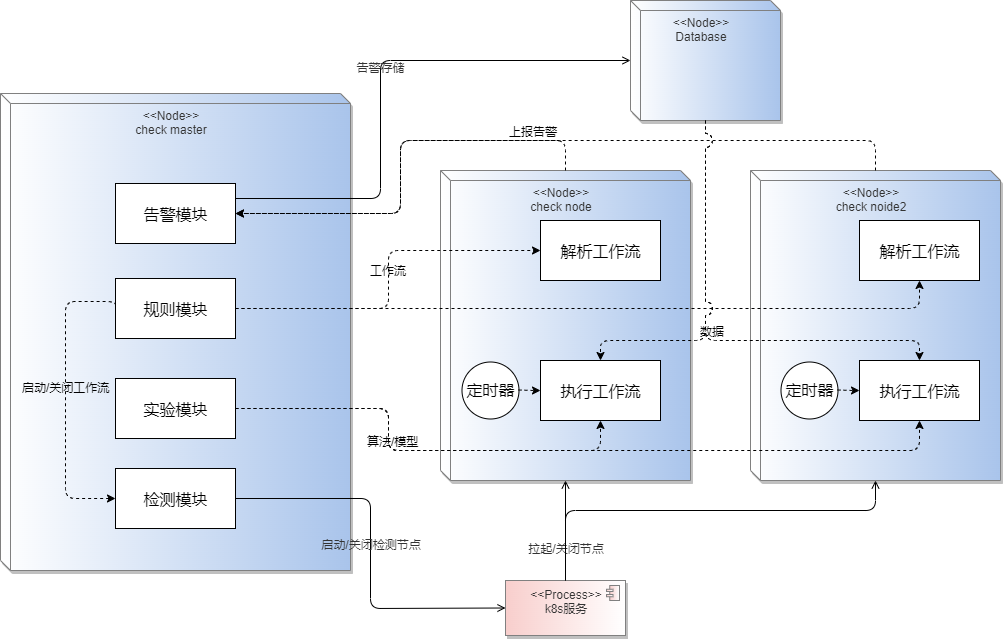 <<Node>>
Database
告警存储
<<Node>>
check master
上报告警
告警模块
<<Node>>
check node
<<Node>>
check noide2
解析工作流
解析工作流
工作流
规则模块
数据
启动/关闭工作流
定时器
执行工作流
定时器
执行工作流
实验模块
算法/模型
检测模块
启动/关闭检测节点
拉起/关闭节点
<<Process>>
k8s服务